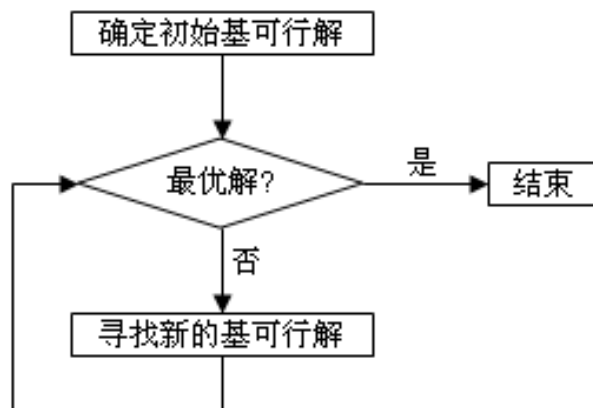 确定初始基可行解
最优解?
是
结束
否
寻找新的基可行解